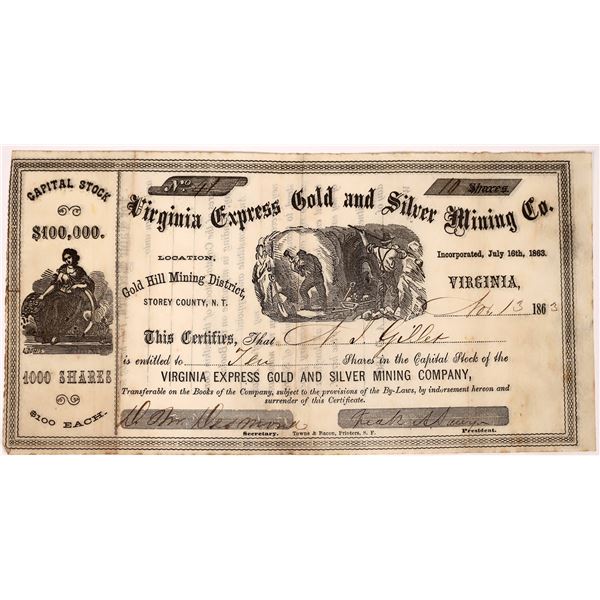 CAPITAL STOCK
$100,000.
1000 SHARES
$100 EACH.
No. 41
10 Shares
Virginia Express Gold and Silver Mining Co.
LOCATION,
Gold Hill Mining District,
STOREY COUNTY, N. T.
Incorporated, July 16th, 1863.
VIRGINIA,
Nov 13 1863
This Certifies, That
is entitled to Ten Shares in the Capital Stock of the
VIRGINIA EXPRESS GOLD AND SILVER MINING COMPANY,
Transferable on the Books of the Company, subject to the provisions of the By-Laws, by indorsement hereon and
surrender of this Certificate.
Wm Desmond
Secretary.
Towne & Bacon, Printers, S. F.
President.